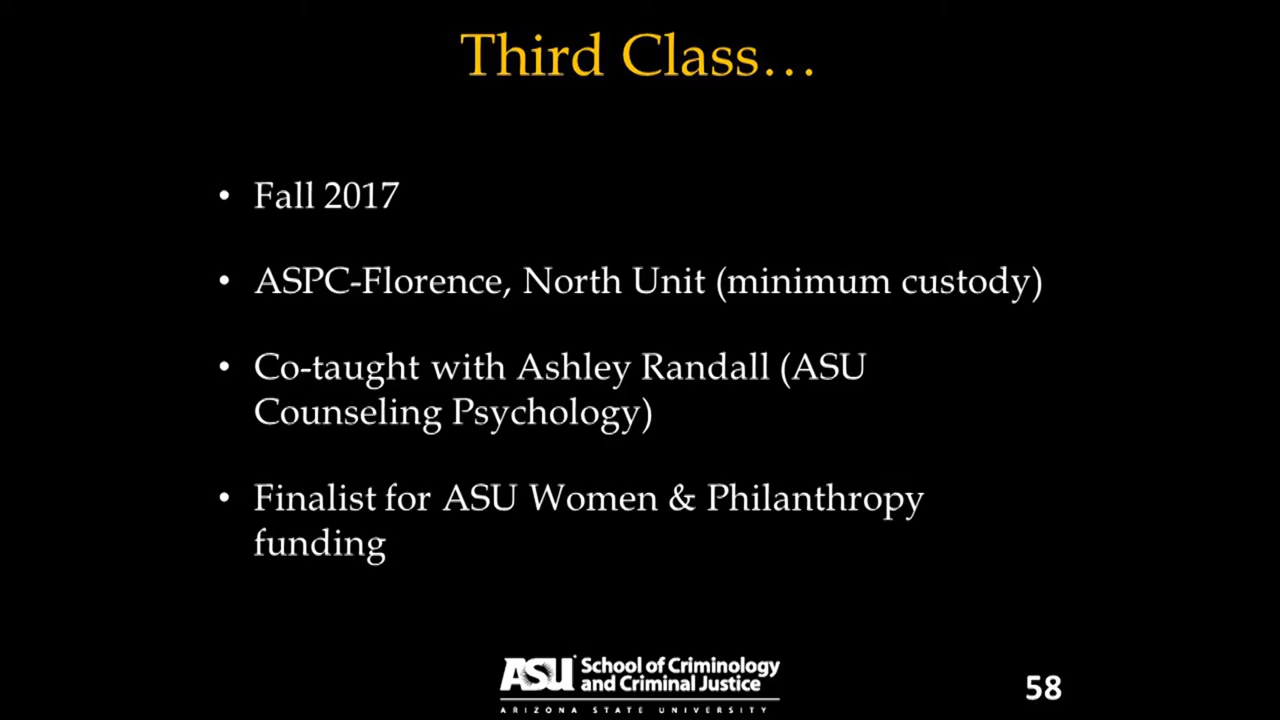 Third Class…
• Fall 2017
• ASPC-Florence, North Unit (minimum custody)
• Co-taught with Ashley Randall (ASU
Counseling Psychology)
• Finalist for ASU Women & Philanthropy
funding
ASU School of Criminology
and Criminal Justice
ARIZONA STATE UNIVERSITY
58